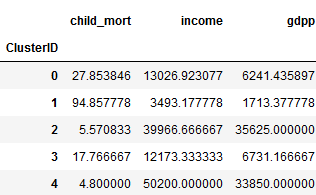 child_mort income gdpp
ClusterID
0 27.853846 13026.923077 6241.435897
1 94.857778 3493.177778 1713.377778
2 5.570833 39966.666667 35625.000000
3 17.766667 12173.333333 6731.166667
4 4.800000 50200.000000 33850.000000